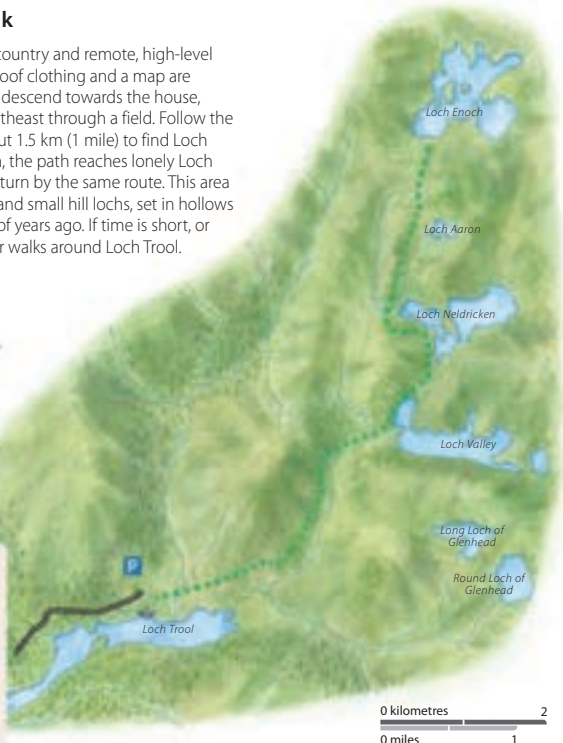 k
country and remote, high-level
oof clothing and a map are
descend towards the house,
theast through a field. Follow the
ut 1.5 km (1 mile) to find Loch
, the path reaches lonely Loch
turn by the same route. This area
and small hill lochs, set in hollows
of years ago. If time is short, or
r walks around Loch Trool.
Loch Enoch
Loch Aaron
Loch Neldricken
Loch Valley
Long Loch of
Glenhead
Round Loch of
Glenhead
P
Loch Trool
0 kilometres 2
0 miles 1